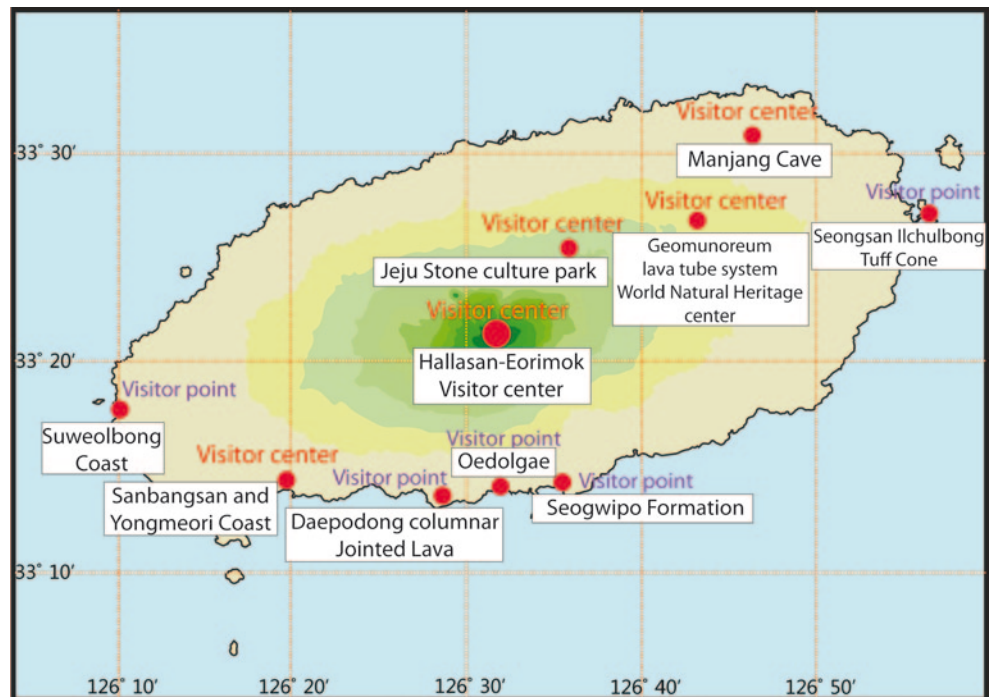 Visitor center
Manjang Cave
33° 30'
Visitor point
Seongsan Ilchulbong
Tuff Cone
Visitor center
Geomunoreum
lava tube system
World Natural Heritage
center
Visitor center
Jeju Stone culture park
Visitor center
Hallasan-Eorimok
Visitor center
33° 20'
Visitor point
Suweolbong
Coast
Visitor center
Sanbangsan and
Yongmeori Coast
Visitor point
Daepodong columnar
Jointed Lava
Visitor point
Oedolgae
Visitor point
Seogwipo Formation
33° 10'
126° 10'
126° 20'
126° 30'
126° 40'
126° 50'